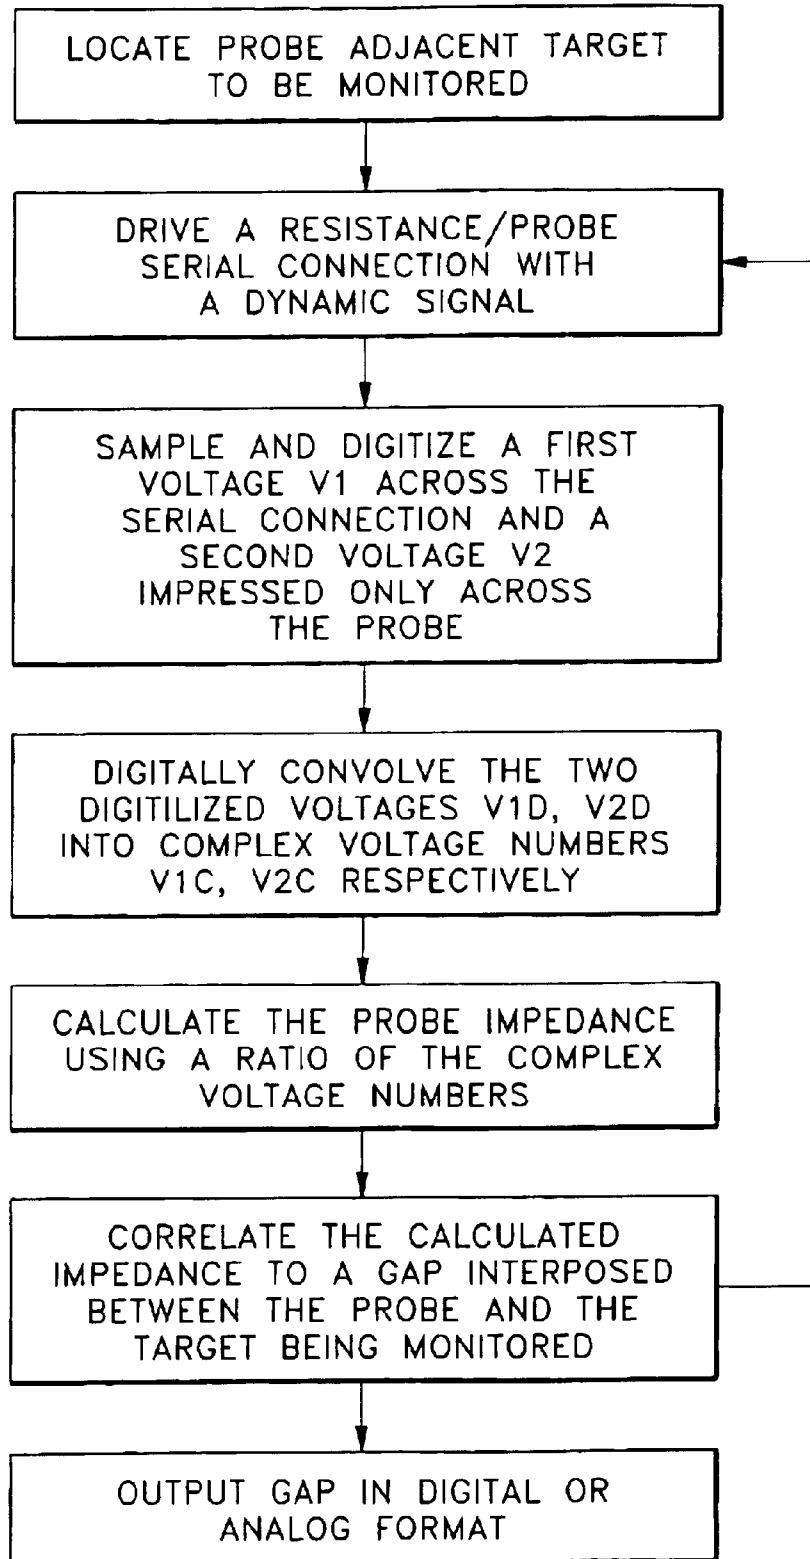 LOCATE PROBE ADJACENT TARGET
TO BE MONITORED
DRIVE A RESISTANCE/PROBE
SERIAL CONNECTION WITH
A DYNAMIC SIGNAL
SAMPLE AND DIGITIZE A FIRST
VOLTAGE V1 ACROSS THE
SERIAL CONNECTION AND A
SECOND VOLTAGE V2
IMPRESSED ONLY ACROSS
THE PROBE
DIGITALLY CONVOLVE THE TWO
DIGITILIZED VOLTAGES V1D, V2D
INTO COMPLEX VOLTAGE NUMBERS
V1C, V2C RESPECTIVELY
CALCULATE THE PROBE IMPEDANCE
USING A RATIO OF THE COMPLEX
VOLTAGE NUMBERS
CORRELATE THE CALCULATED
IMPEDANCE TO A GAP INTERPOSED
BETWEEN THE PROBE AND THE
TARGET BEING MONITORED
OUTPUT GAP IN DIGITAL OR
ANALOG FORMAT